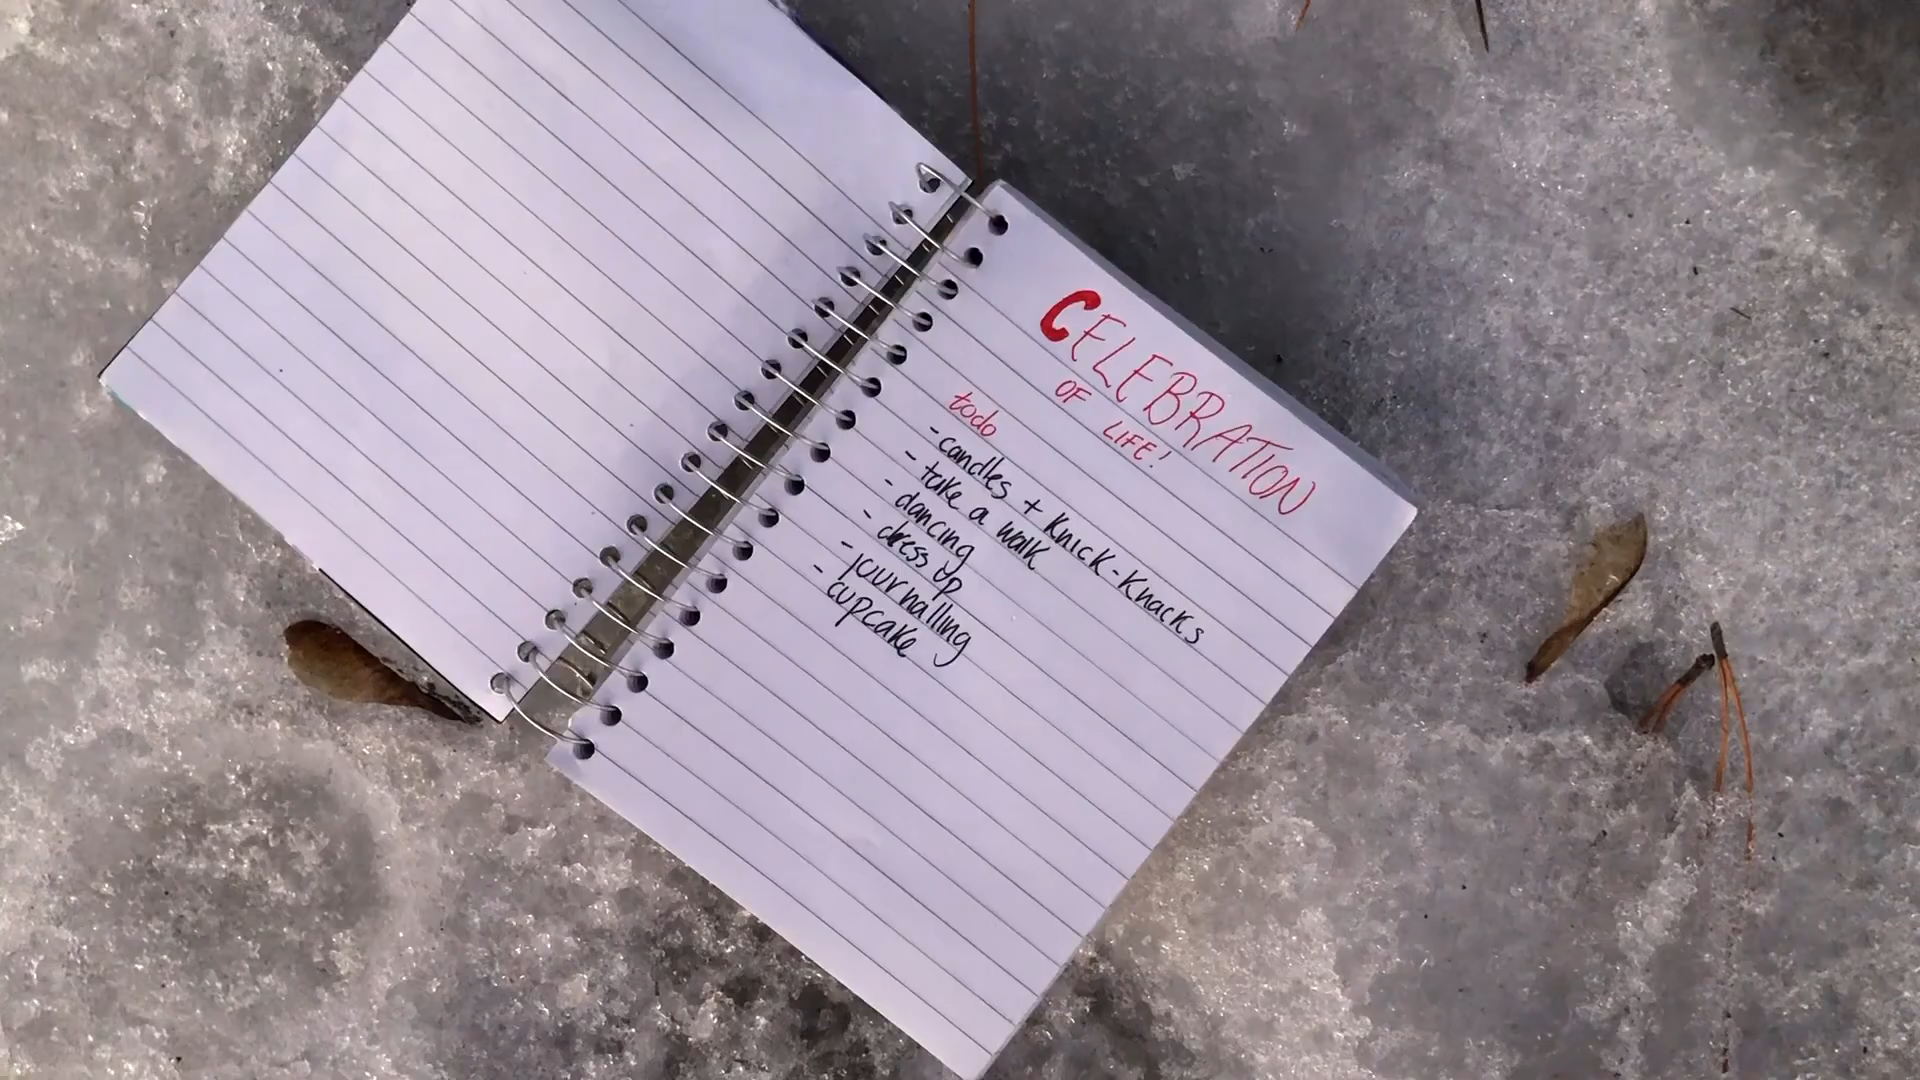 CELEBRATION
OF LIFE!
todo
- candles + Knick-Knacks
- take a walk
- dancing
- dress up
- journalling
- cupcake